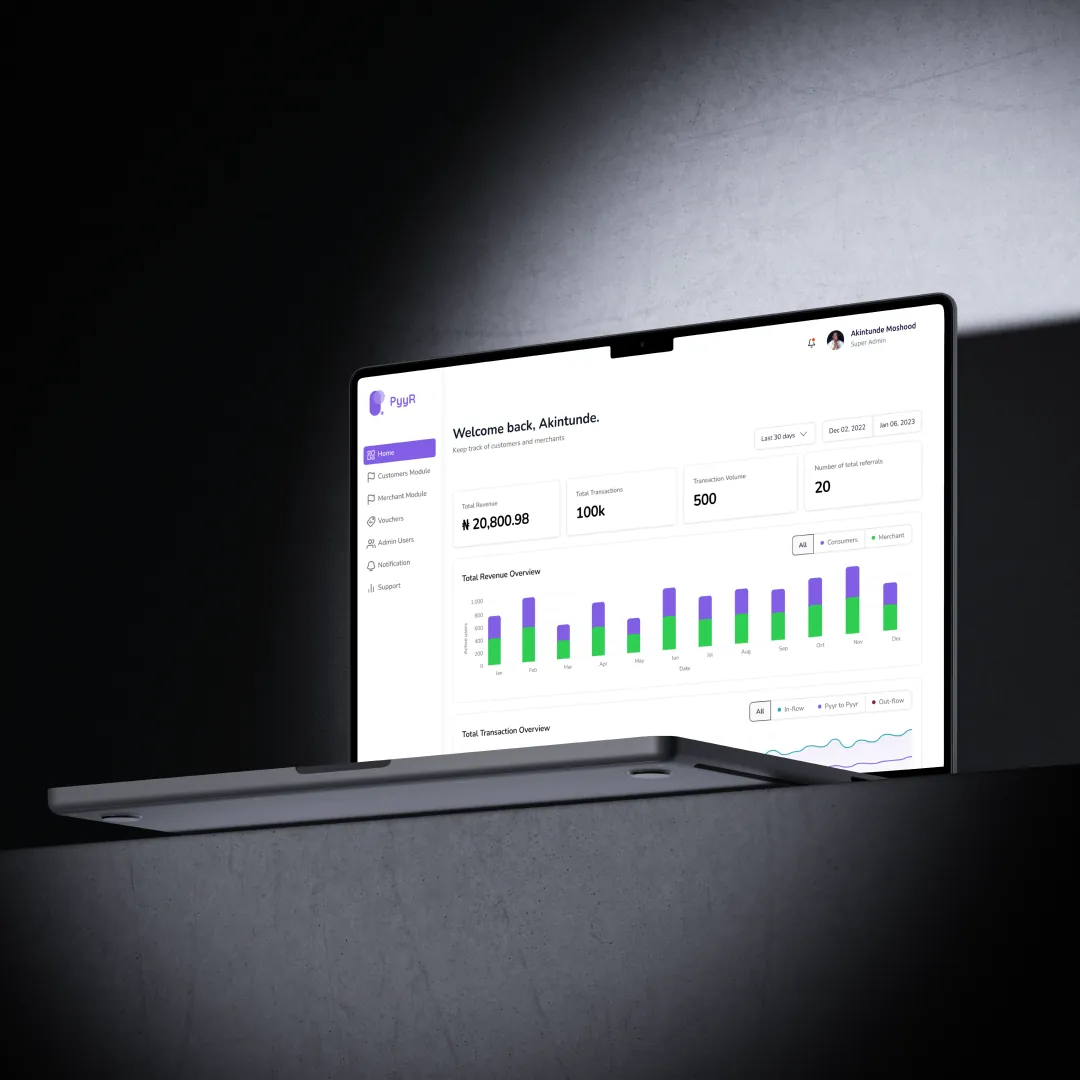 PyyR
Home
Customers Module
Merchant Module
Vouchers
Admin Users
Notification
Support
Akintunde Moshood
Super Admin
Welcome back, Akintunde.
Keep track of customers and merchants
Last 30 days
Dec 02, 2022
Jan 06, 2023
Total Revenue
₦ 20,800.98
Total Transactions
100k
Transaction Volume
500
Number of total referrals
20
Total Revenue Overview
All
Consumers
Merchant
1,000
800
600
400
200
0
Active users
Jan
Feb
Mar
Apr
May
Jun
Jul
Aug
Sep
Oct
Nov
Dec
Date
Total Transaction Overview
All
In-flow
Pyyr to Pyyr
Out-flow